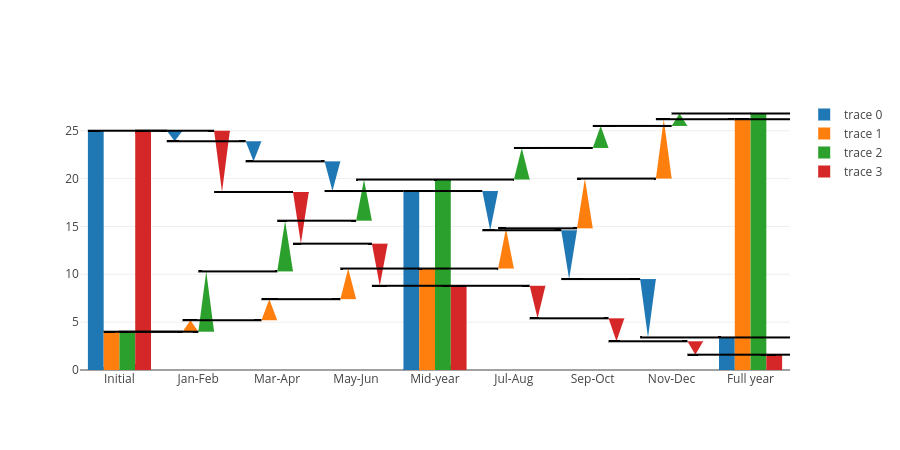 25
20
15
10
5
0
Initial
Jan-Feb
Mar-Apr
May-Jun
Mid-year
Jul-Aug
Sep-Oct
Nov-Dec
Full year
trace 0
trace 1
trace 2
trace 3